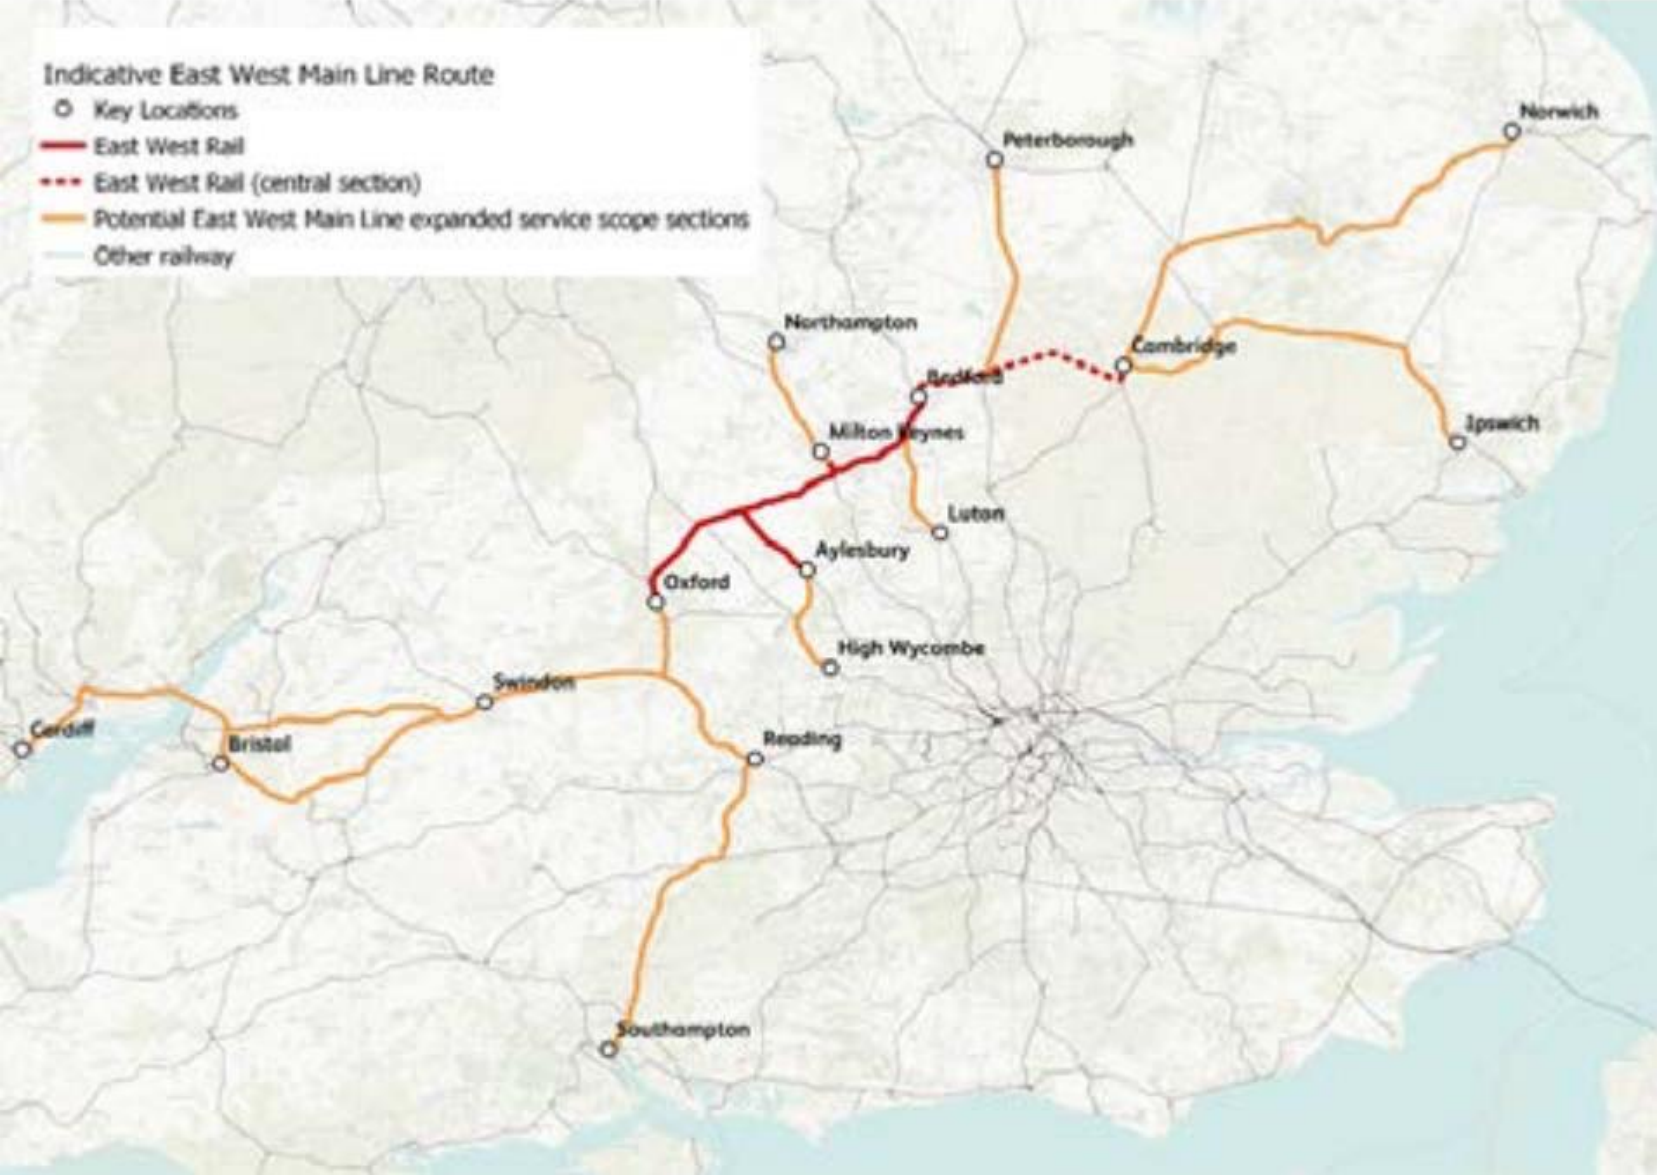 Indicative East West Main Line Route
Key Locations
East West Rail
East West Rail (central section)
Potential East West Main Line expanded service scope sections
Other railway
Norwich
Peterborough
Northampton
Cambridge
Bedford
Milton Keynes
Ipswich
Luton
Aylesbury
Oxford
High Wycombe
Swindon
Cardiff
Bristol
Reading
Southampton